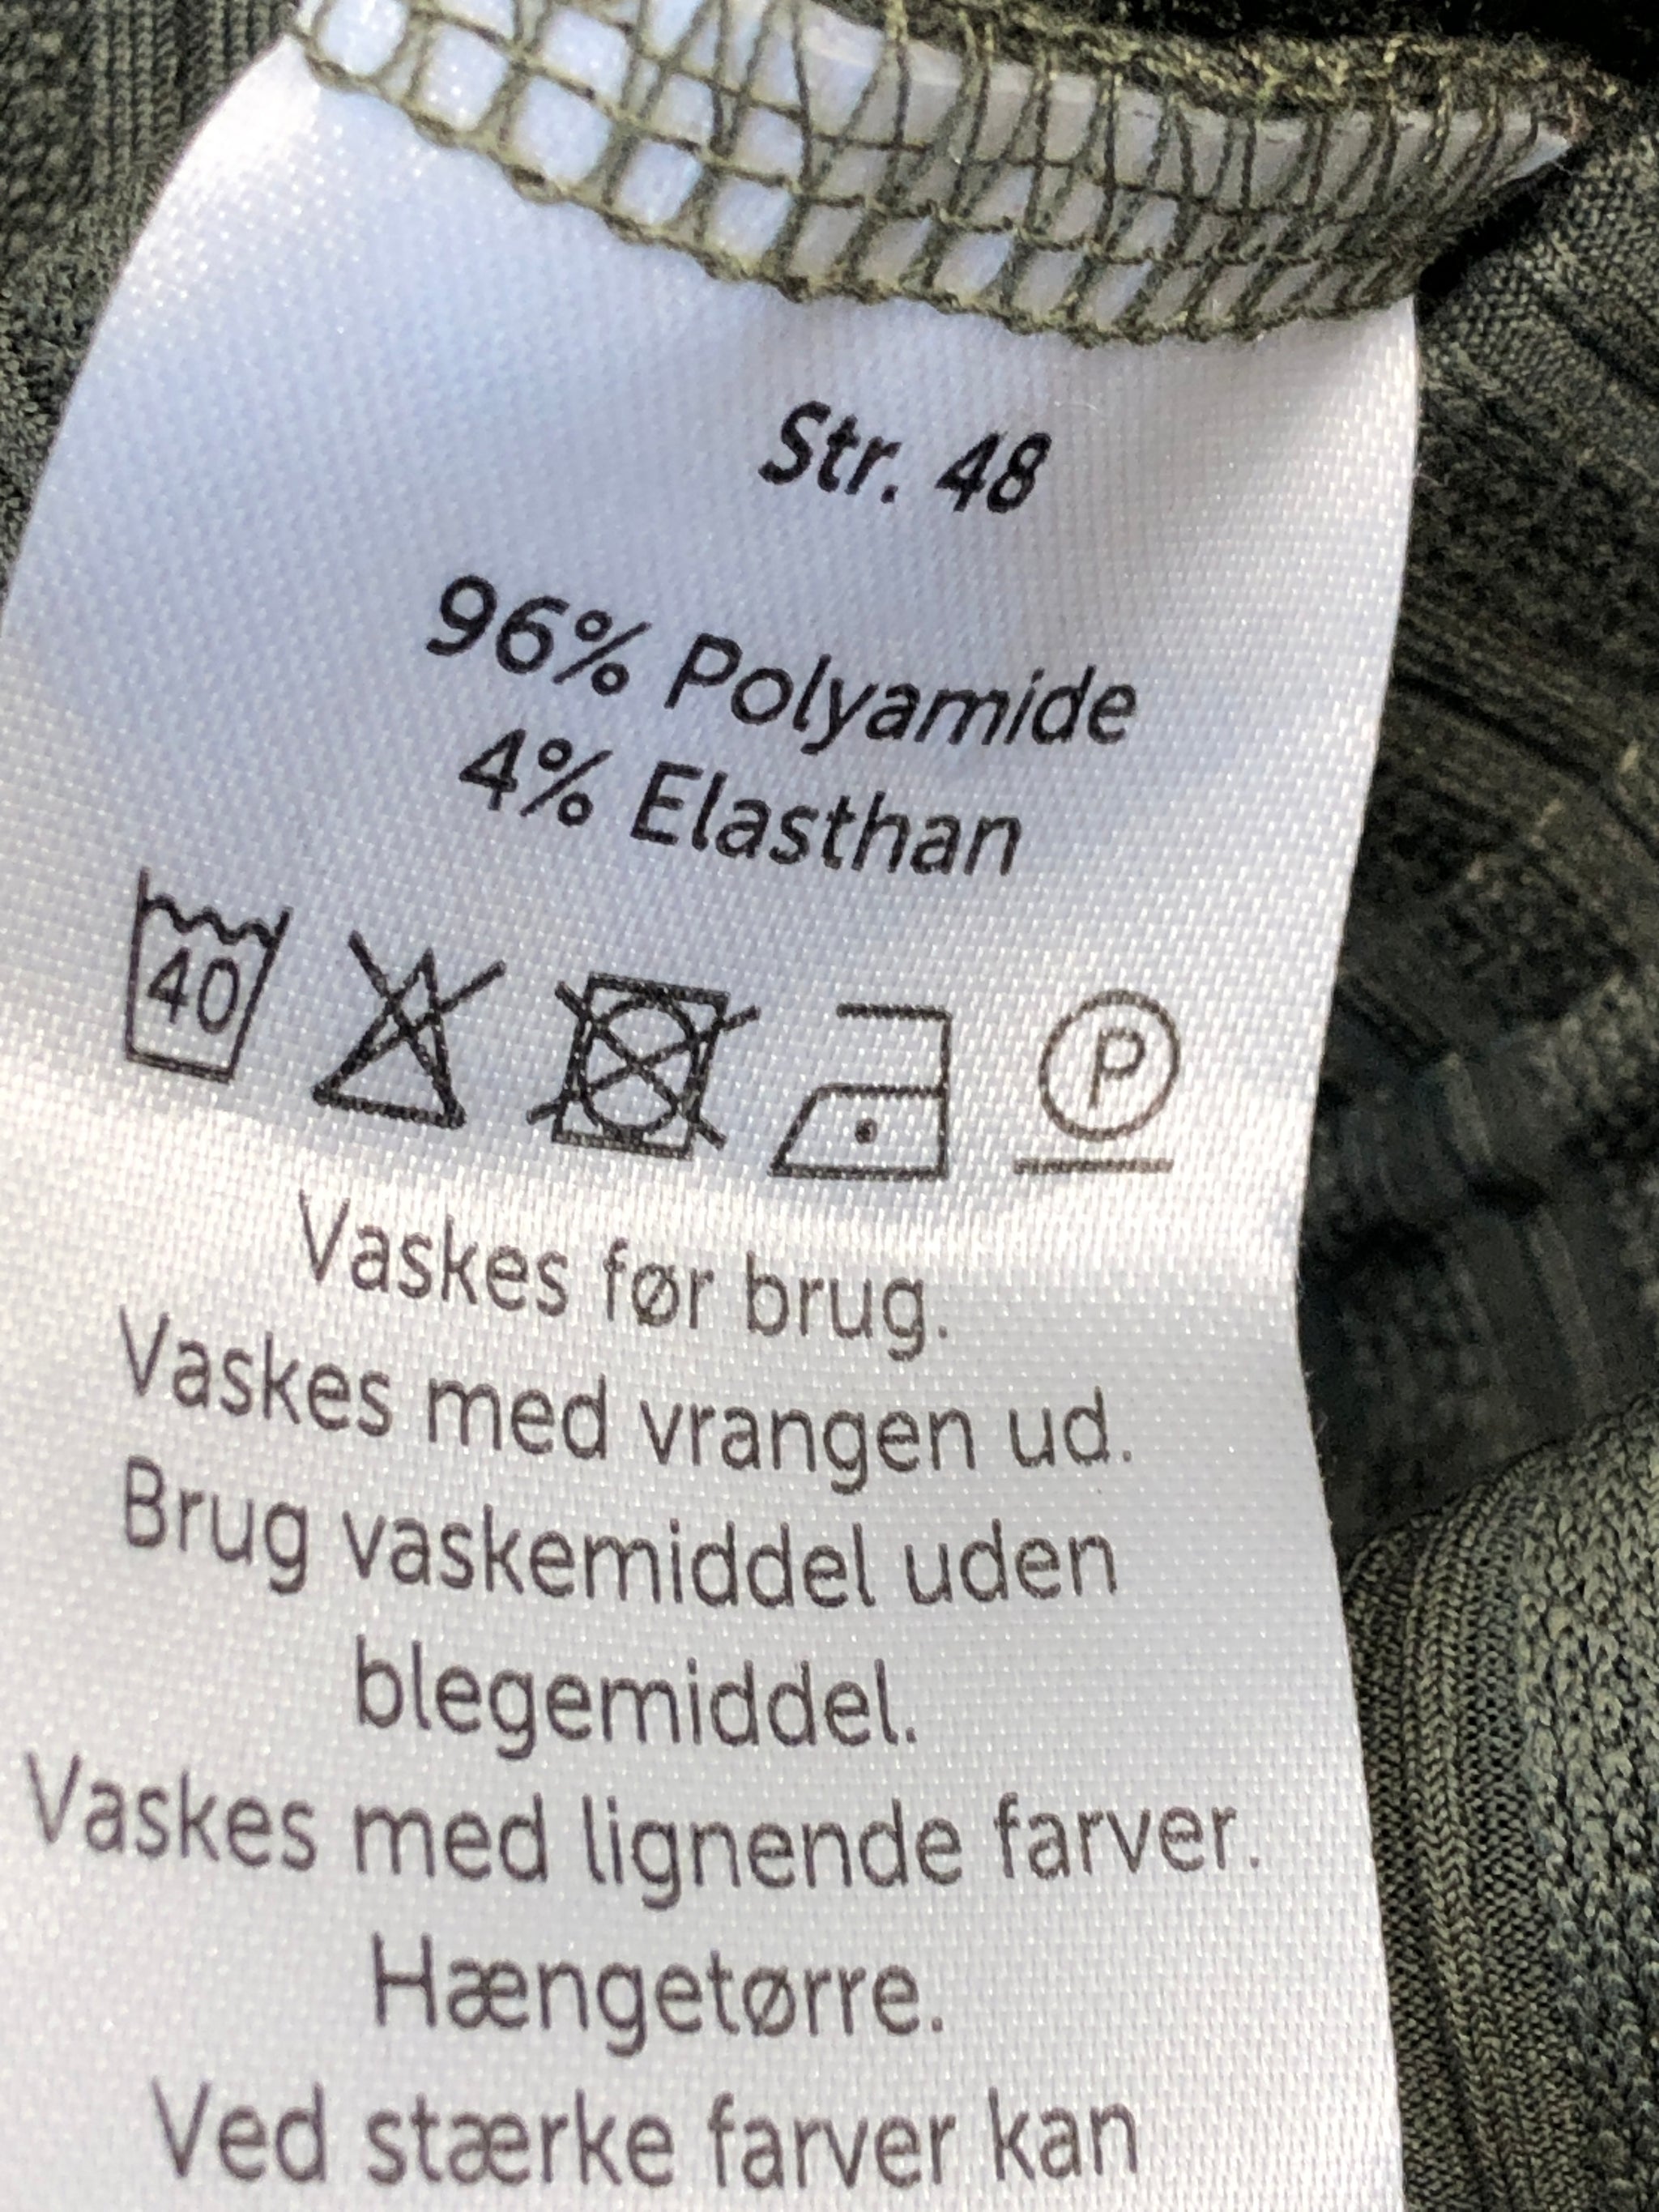 Str. 48
96% Polyamide
4% Elasthan
40 P
Vaskes før brug.
Vaskes med vrangen ud.
Brug vaskemiddel uden
blegemiddel.
Vaskes med lignende farver.
Hængetørre.
Ved stærke farver kan